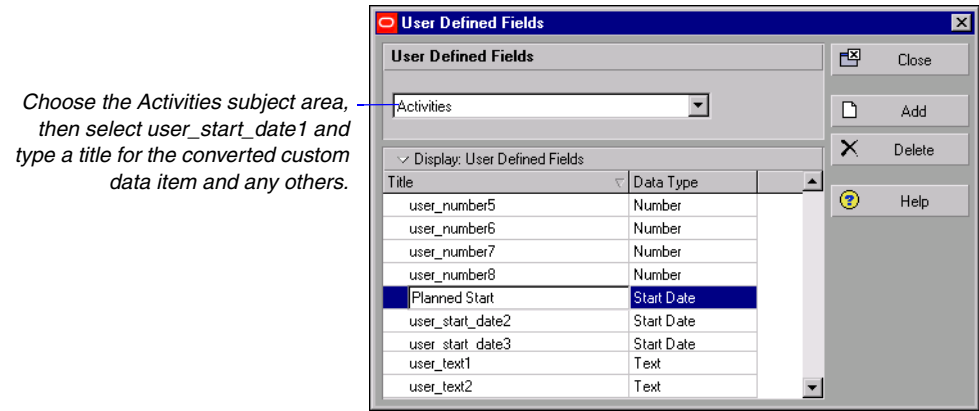 Choose the Activities subject area,
then select user_start_date1 and
type a title for the converted custom
data item and any others.
User Defined Fields
User Defined Fields
Activities
Display: User Defined Fields
Title Data Type
user_number5 Number
user_number6 Number
user_number7 Number
user_number8 Number
Planned Start Start Date
user_start_date2 Start Date
user_start_date3 Start Date
user_text1 Text
user_text2 Text
Close
Add
Delete
Help